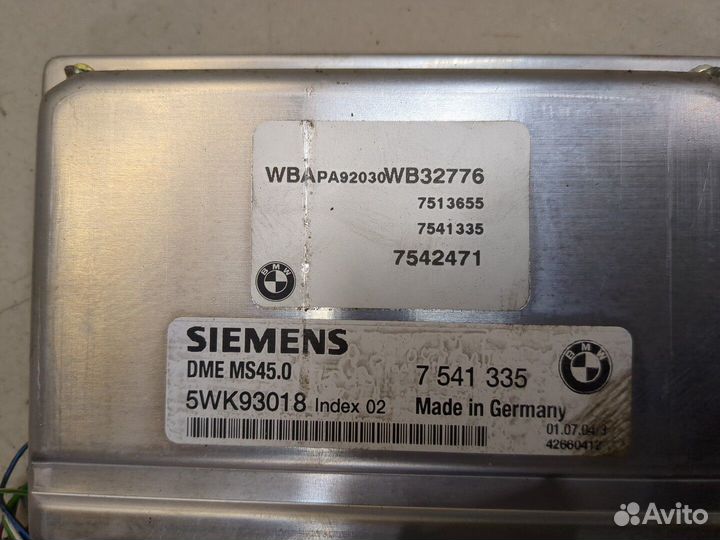 WBAPA92030WB32776
7513655
7541335
7542471
BMW
SIEMENS
DME MS45.0
7 541 335
BMW
5WK93018 Index 02
Made in Germany
01.07.04/3
42660412
Avito